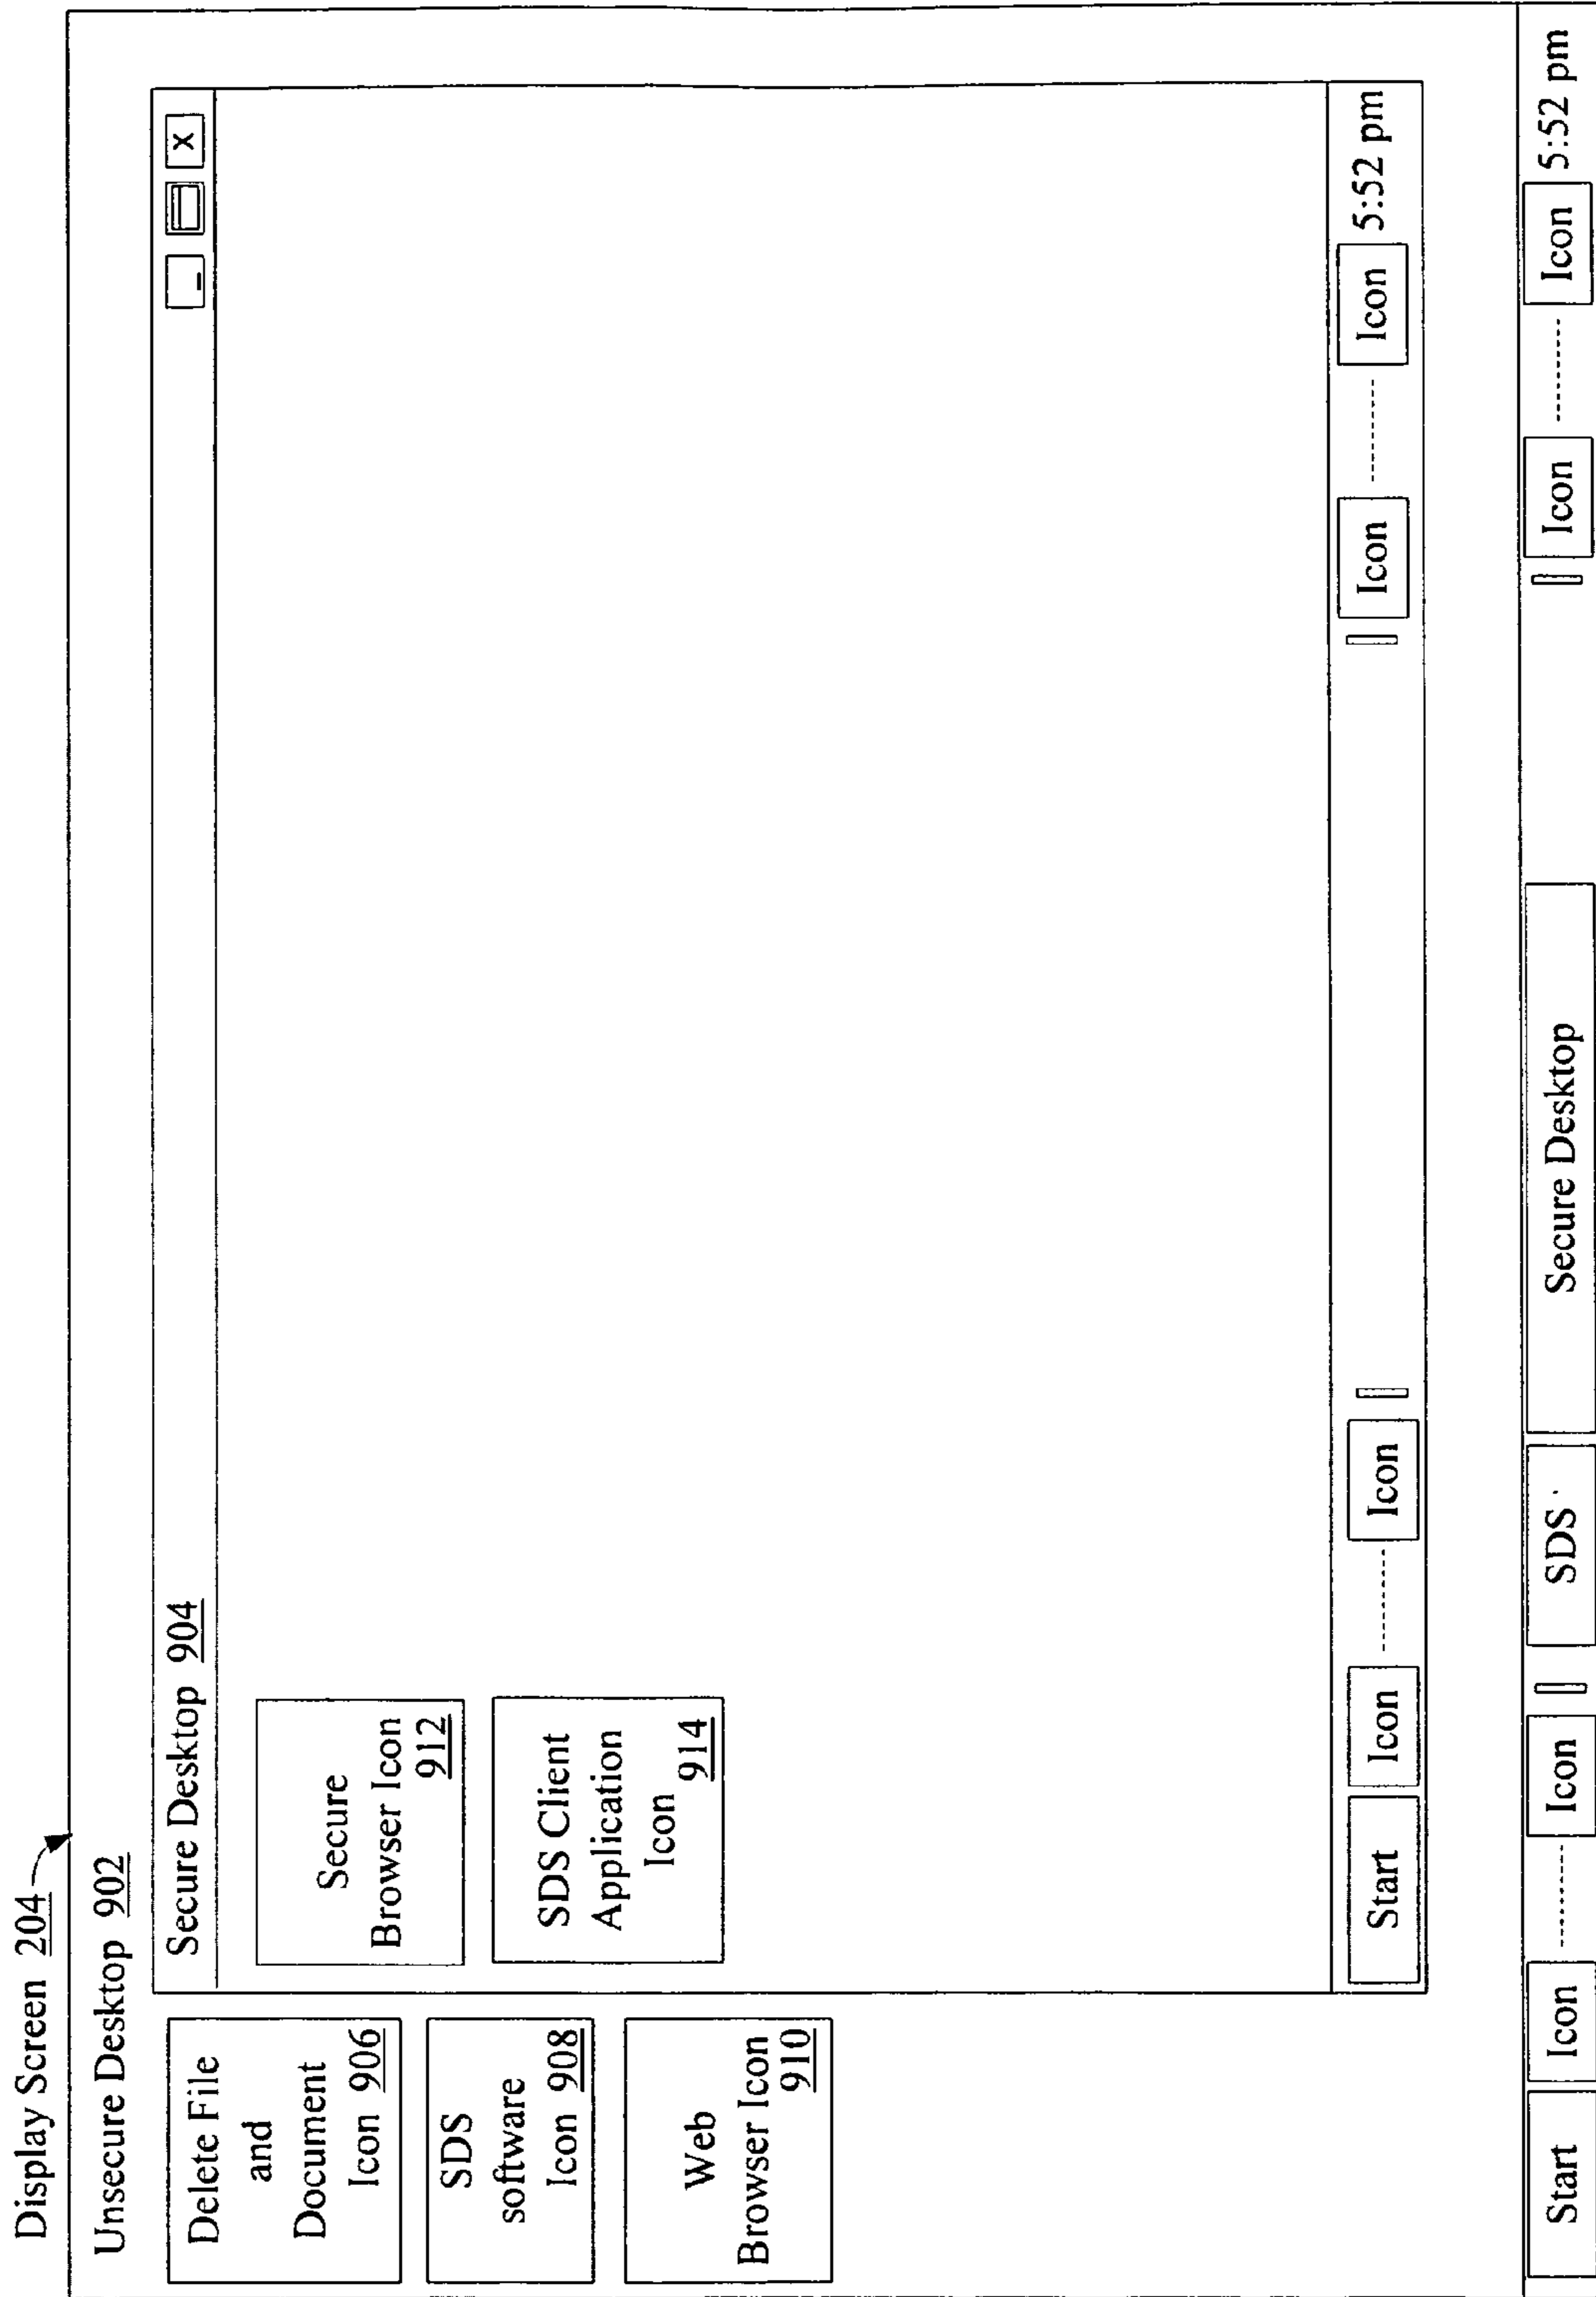 Display Screen 204
Unsecure Desktop 902
Delete File
and
Document
Icon 906
SDS
software
Icon 908
Web
Browser Icon
910
Secure Desktop 904
X
Secure
Browser Icon
912
SDS Client
Application
Icon
914
Start Icon Icon Icon Icon 5:52 pm
Start Icon Icon SDS Secure Desktop Icon Icon 5:52 pm